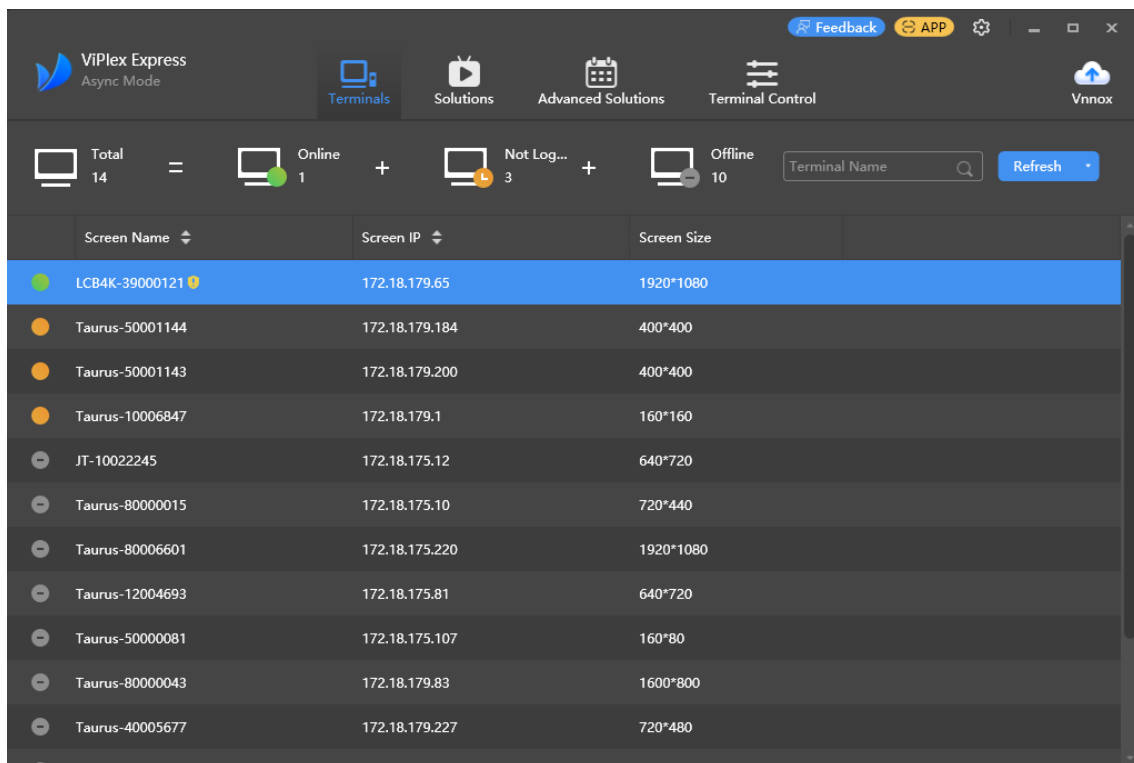 Feedback APP
ViPlex Express
Async Mode
Terminals Solutions Advanced Solutions Terminal Control Vnnox
Total 14 = Online 1 + Not Log... 3 + Offline 10 Terminal Name Refresh
Screen Name Screen IP Screen Size
LCB4K-39000121 172.18.179.65 1920*1080
Taurus-50001144 172.18.179.184 400*400
Taurus-50001143 172.18.179.200 400*400
Taurus-10006847 172.18.179.1 160*160
JT-10022245 172.18.175.12 640*720
Taurus-80000015 172.18.175.10 720*440
Taurus-80006601 172.18.175.220 1920*1080
Taurus-12004693 172.18.175.81 640*720
Taurus-50000081 172.18.175.107 160*80
Taurus-80000043 172.18.179.83 1600*800
Taurus-40005677 172.18.179.227 720*480